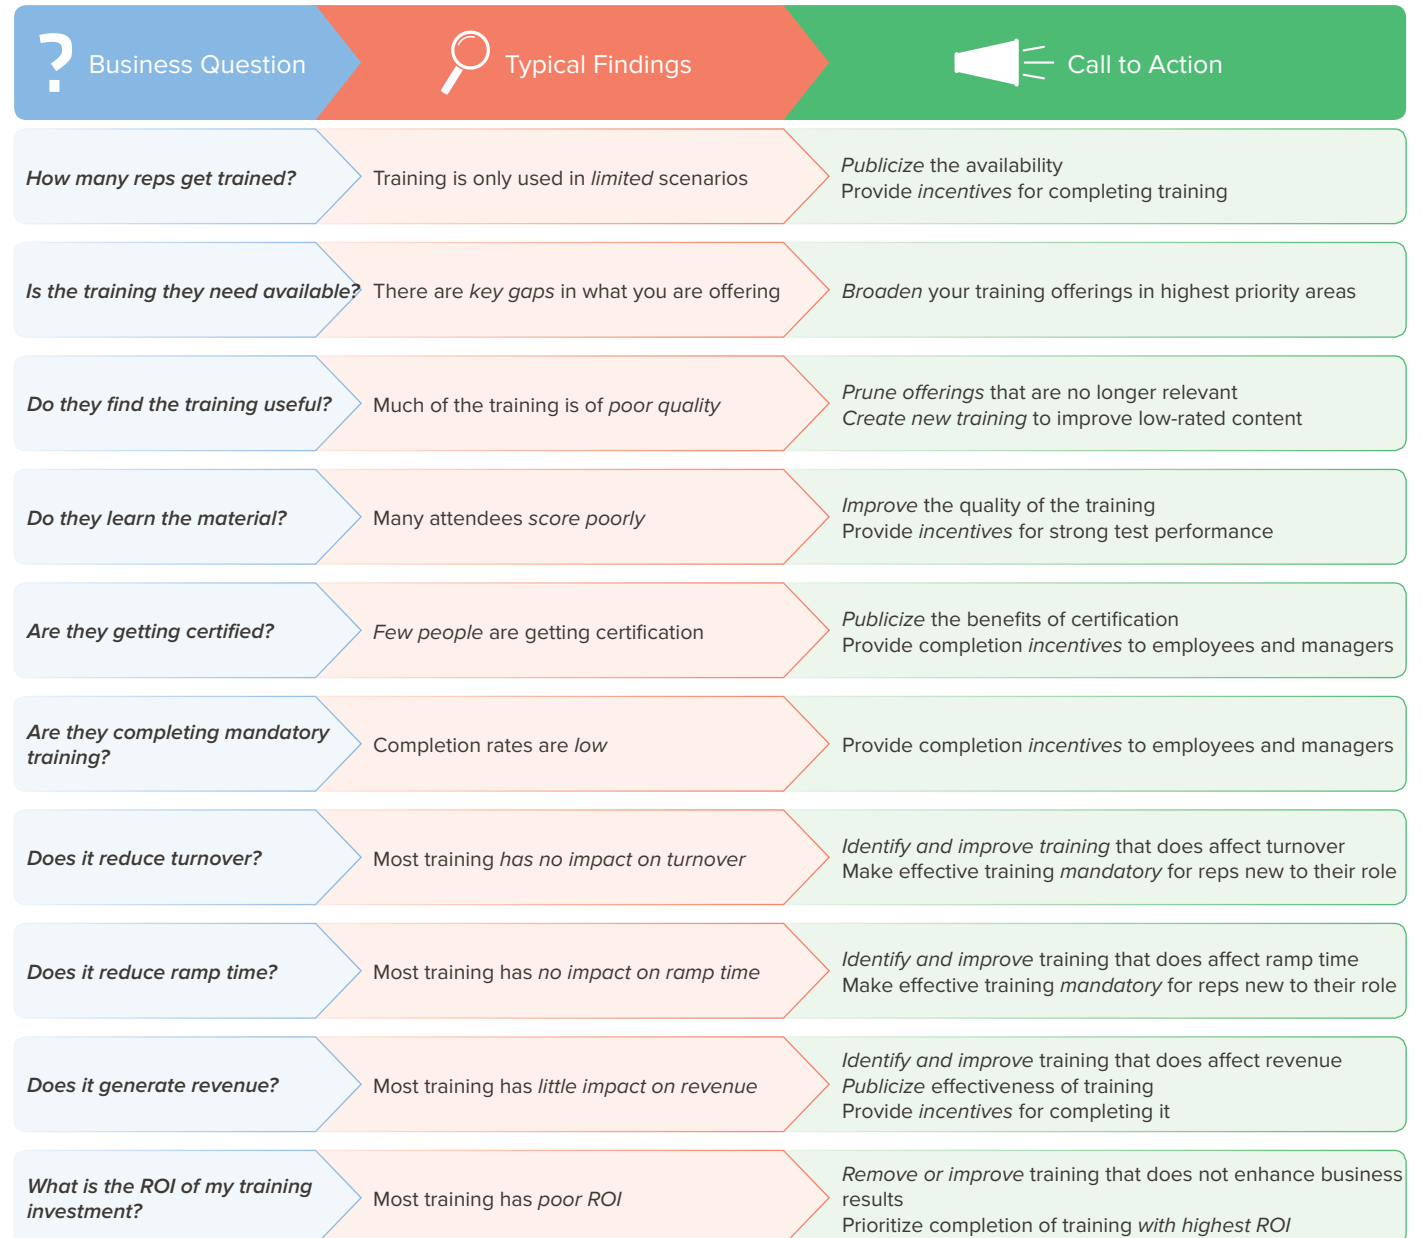 ? Business Question
Typical Findings
Call to Action
How many reps get trained?
Training is only used in limited scenarios
Publicize the availability
Provide incentives for completing training
Is the training they need available?
There are key gaps in what you are offering
Broaden your training offerings in highest priority areas
Do they find the training useful?
Much of the training is of poor quality
Prune offerings that are no longer relevant
Create new training to improve low-rated content
Do they learn the material?
Many attendees score poorly
Improve the quality of the training
Provide incentives for strong test performance
Are they getting certified?
Few people are getting certification
Publicize the benefits of certification
Provide completion incentives to employees and managers
Are they completing mandatory
training?
Completion rates are low
Provide completion incentives to employees and managers
Does it reduce turnover?
Most training has no impact on turnover
Identify and improve training that does affect turnover
Make effective training mandatory for reps new to their role
Does it reduce ramp time?
Most training has no impact on ramp time
Identify and improve training that does affect ramp time
Make effective training mandatory for reps new to their role
Does it generate revenue?
Most training has little impact on revenue
Identify and improve training that does affect revenue
Publicize effectiveness of training
Provide incentives for completing it
What is the ROI of my training
investment?
Most training has poor ROI
Remove or improve training that does not enhance business
results
Prioritize completion of training with highest ROI